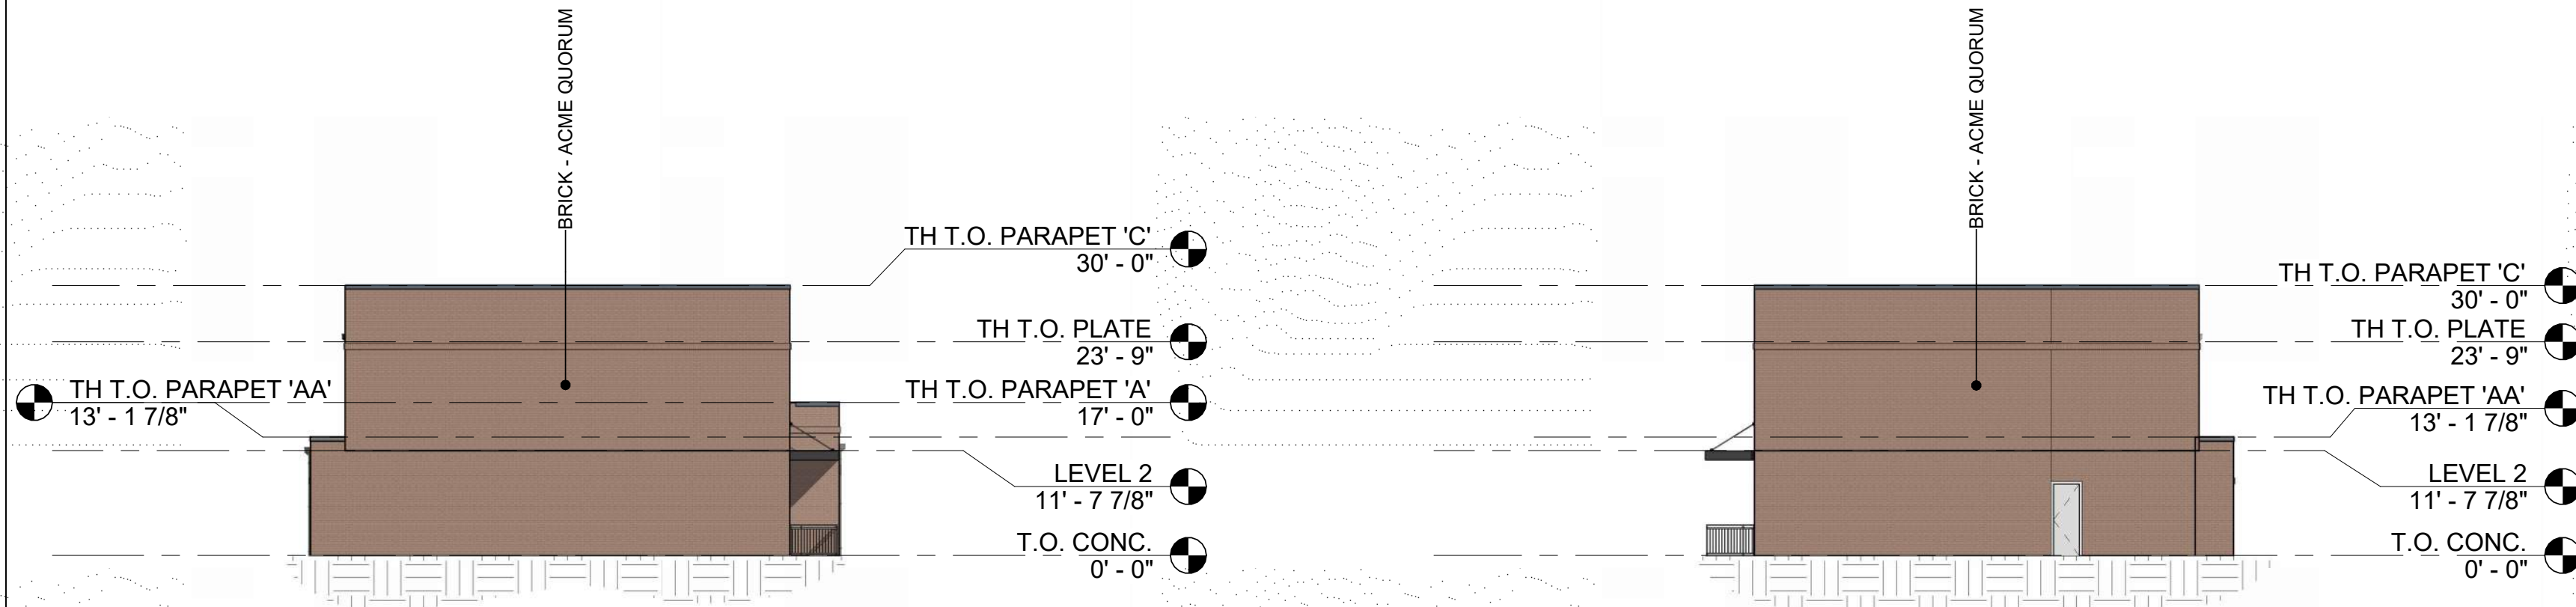 BRICK - ACME QUORUM
TH T.O. PARAPET 'C'
30' - 0"
TH T.O. PLATE
23' - 9"
TH T.O. PARAPET 'AA'
13' - 1 7/8"
TH T.O. PARAPET 'A'
17' - 0"
LEVEL 2
11' - 7 7/8"
T.O. CONC.
0' - 0"
BRICK - ACME QUORUM
TH T.O. PARAPET 'C'
30' - 0"
TH T.O. PLATE
23' - 9"
TH T.O. PARAPET 'AA'
13' - 1 7/8"
LEVEL 2
11' - 7 7/8"
T.O. CONC.
0' - 0"